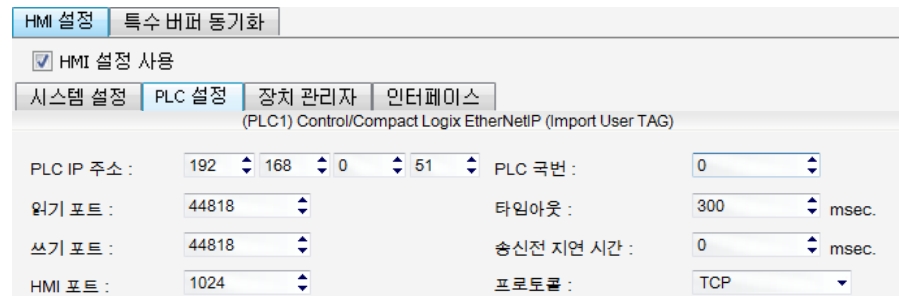 HMI 설정 특수 버퍼 동기화
HMI 설정 사용
시스템 설정 PLC 설정 장치 관리자 인터페이스
(PLC1) Control/Compact Logix EtherNetIP (Import User TAG)
PLC IP 주소 : 192 168 0 51 PLC 국번 : 0
읽기 포트 : 44818 타임아웃 : 300 msec.
쓰기 포트 : 44818 송신전 지연 시간 : 0 msec.
HMI 포트 : 1024 프로토콜 : TCP